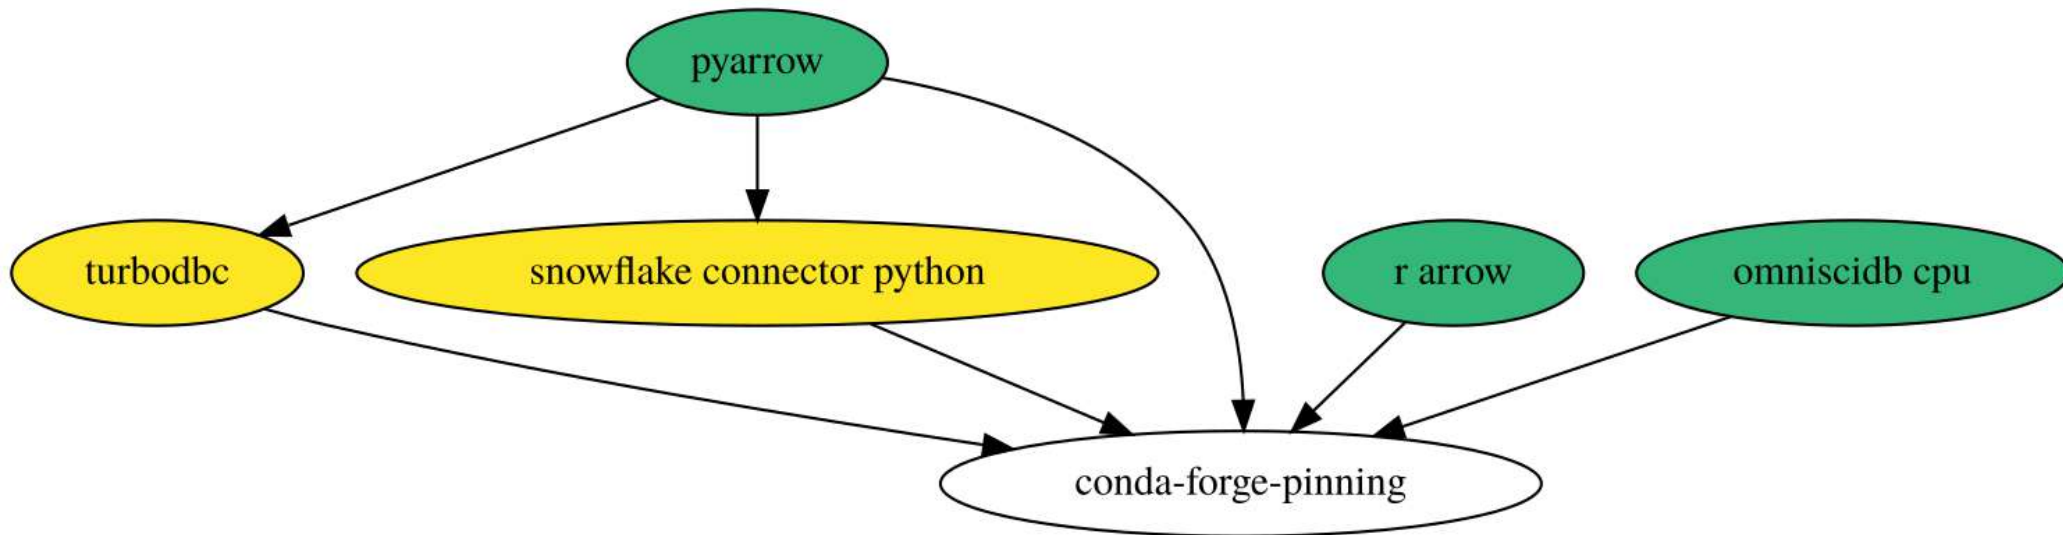 pyarrow
turbodbc
snowflake connector python
r arrow
omniscidb cpu
conda-forge-pinning